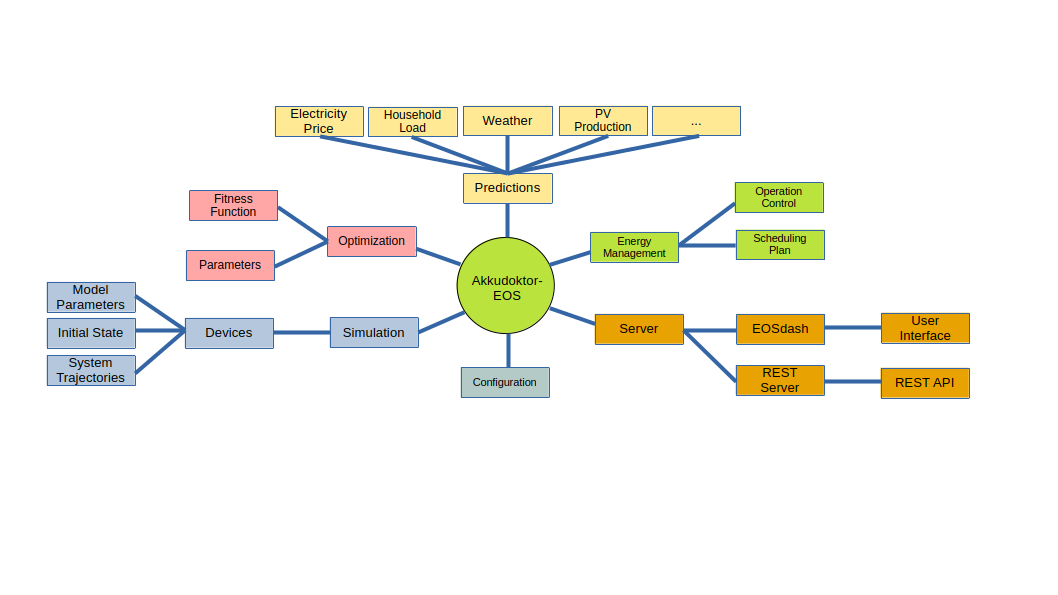 Electricity
Price
Household
Load
Weather
PV
Production
...
Predictions
Fitness
Function
Optimization
Parameters
Energy
Management
Operation
Control
Scheduling
Plan
Akkudoktor-
EOS
Model
Parameters
Initial State
System
Trajectories
Devices
Simulation
Configuration
Server
EOSdash
User
Interface
REST
Server
REST API